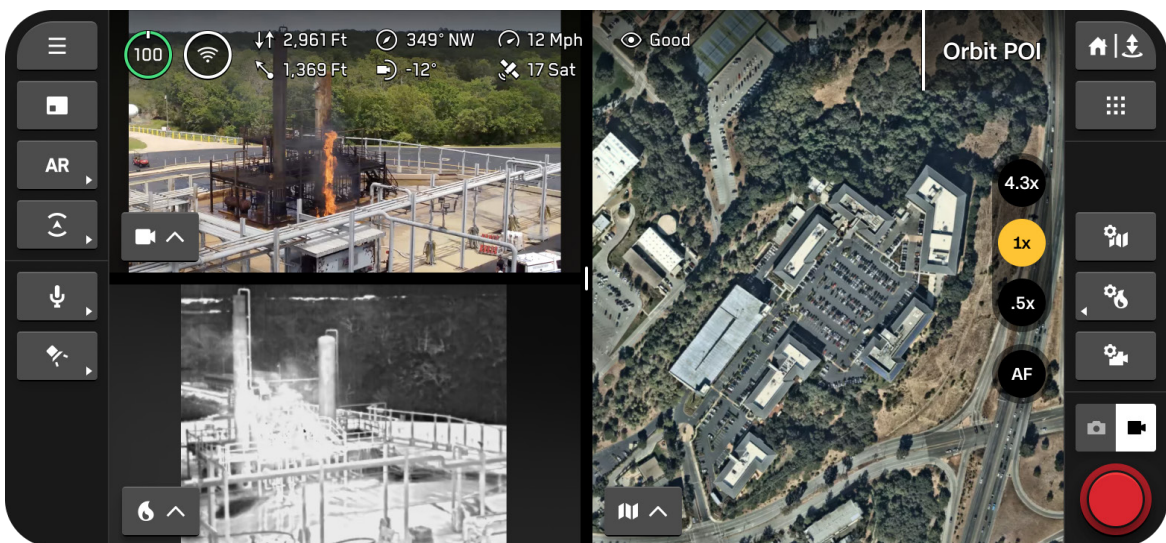 100
↓↑ 2,961 Ft
349° NW
12 Mph
Good
1,369 Ft
-12°
17 Sat
Orbit POI
AR
4.3x
1x
.5x
AF